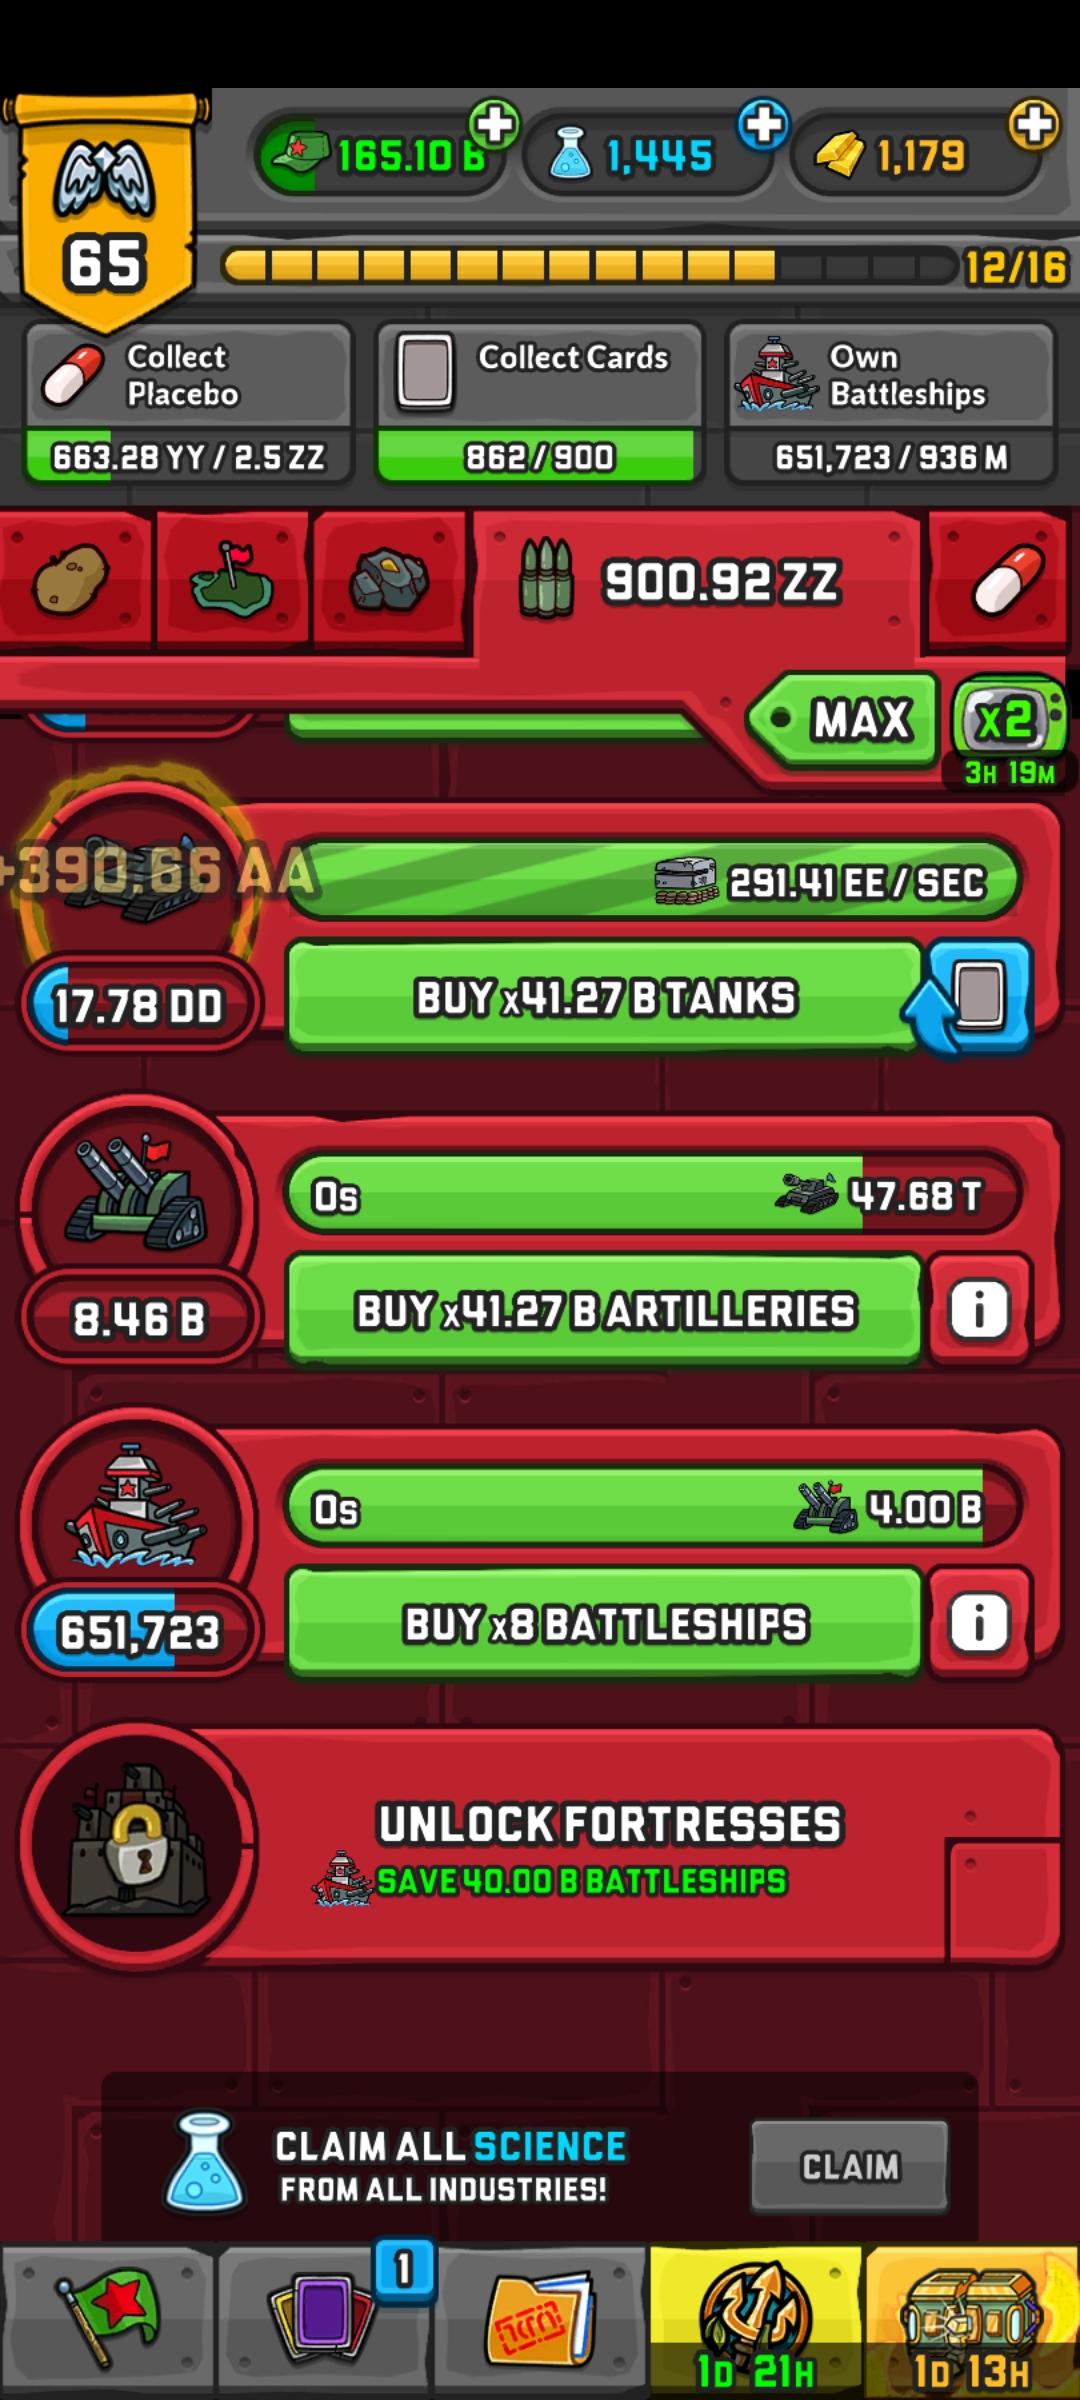 165.10 B
1,445
1,179
65
12/16
Collect
Placebo
663.28 YY / 2.5 ZZ
Collect Cards
862/900
Own
Battleships
651,723 / 936 M
900.92 ZZ
MAX
x2
3H 19M
+390.66 AA
291.41 EE / SEC
17.78 DD
BUY x41.27 B TANKS
0s
47.68 T
8.46 B
BUY x41.27 B ARTILLERIES
i
0s
4.00 B
651,723
BUY x8 BATTLESHIPS
i
UNLOCK FORTRESSES
SAVE 40.00 B BATTLESHIPS
CLAIM ALL SCIENCE
FROM ALL INDUSTRIES!
CLAIM
1
1D 21H
1D 13H